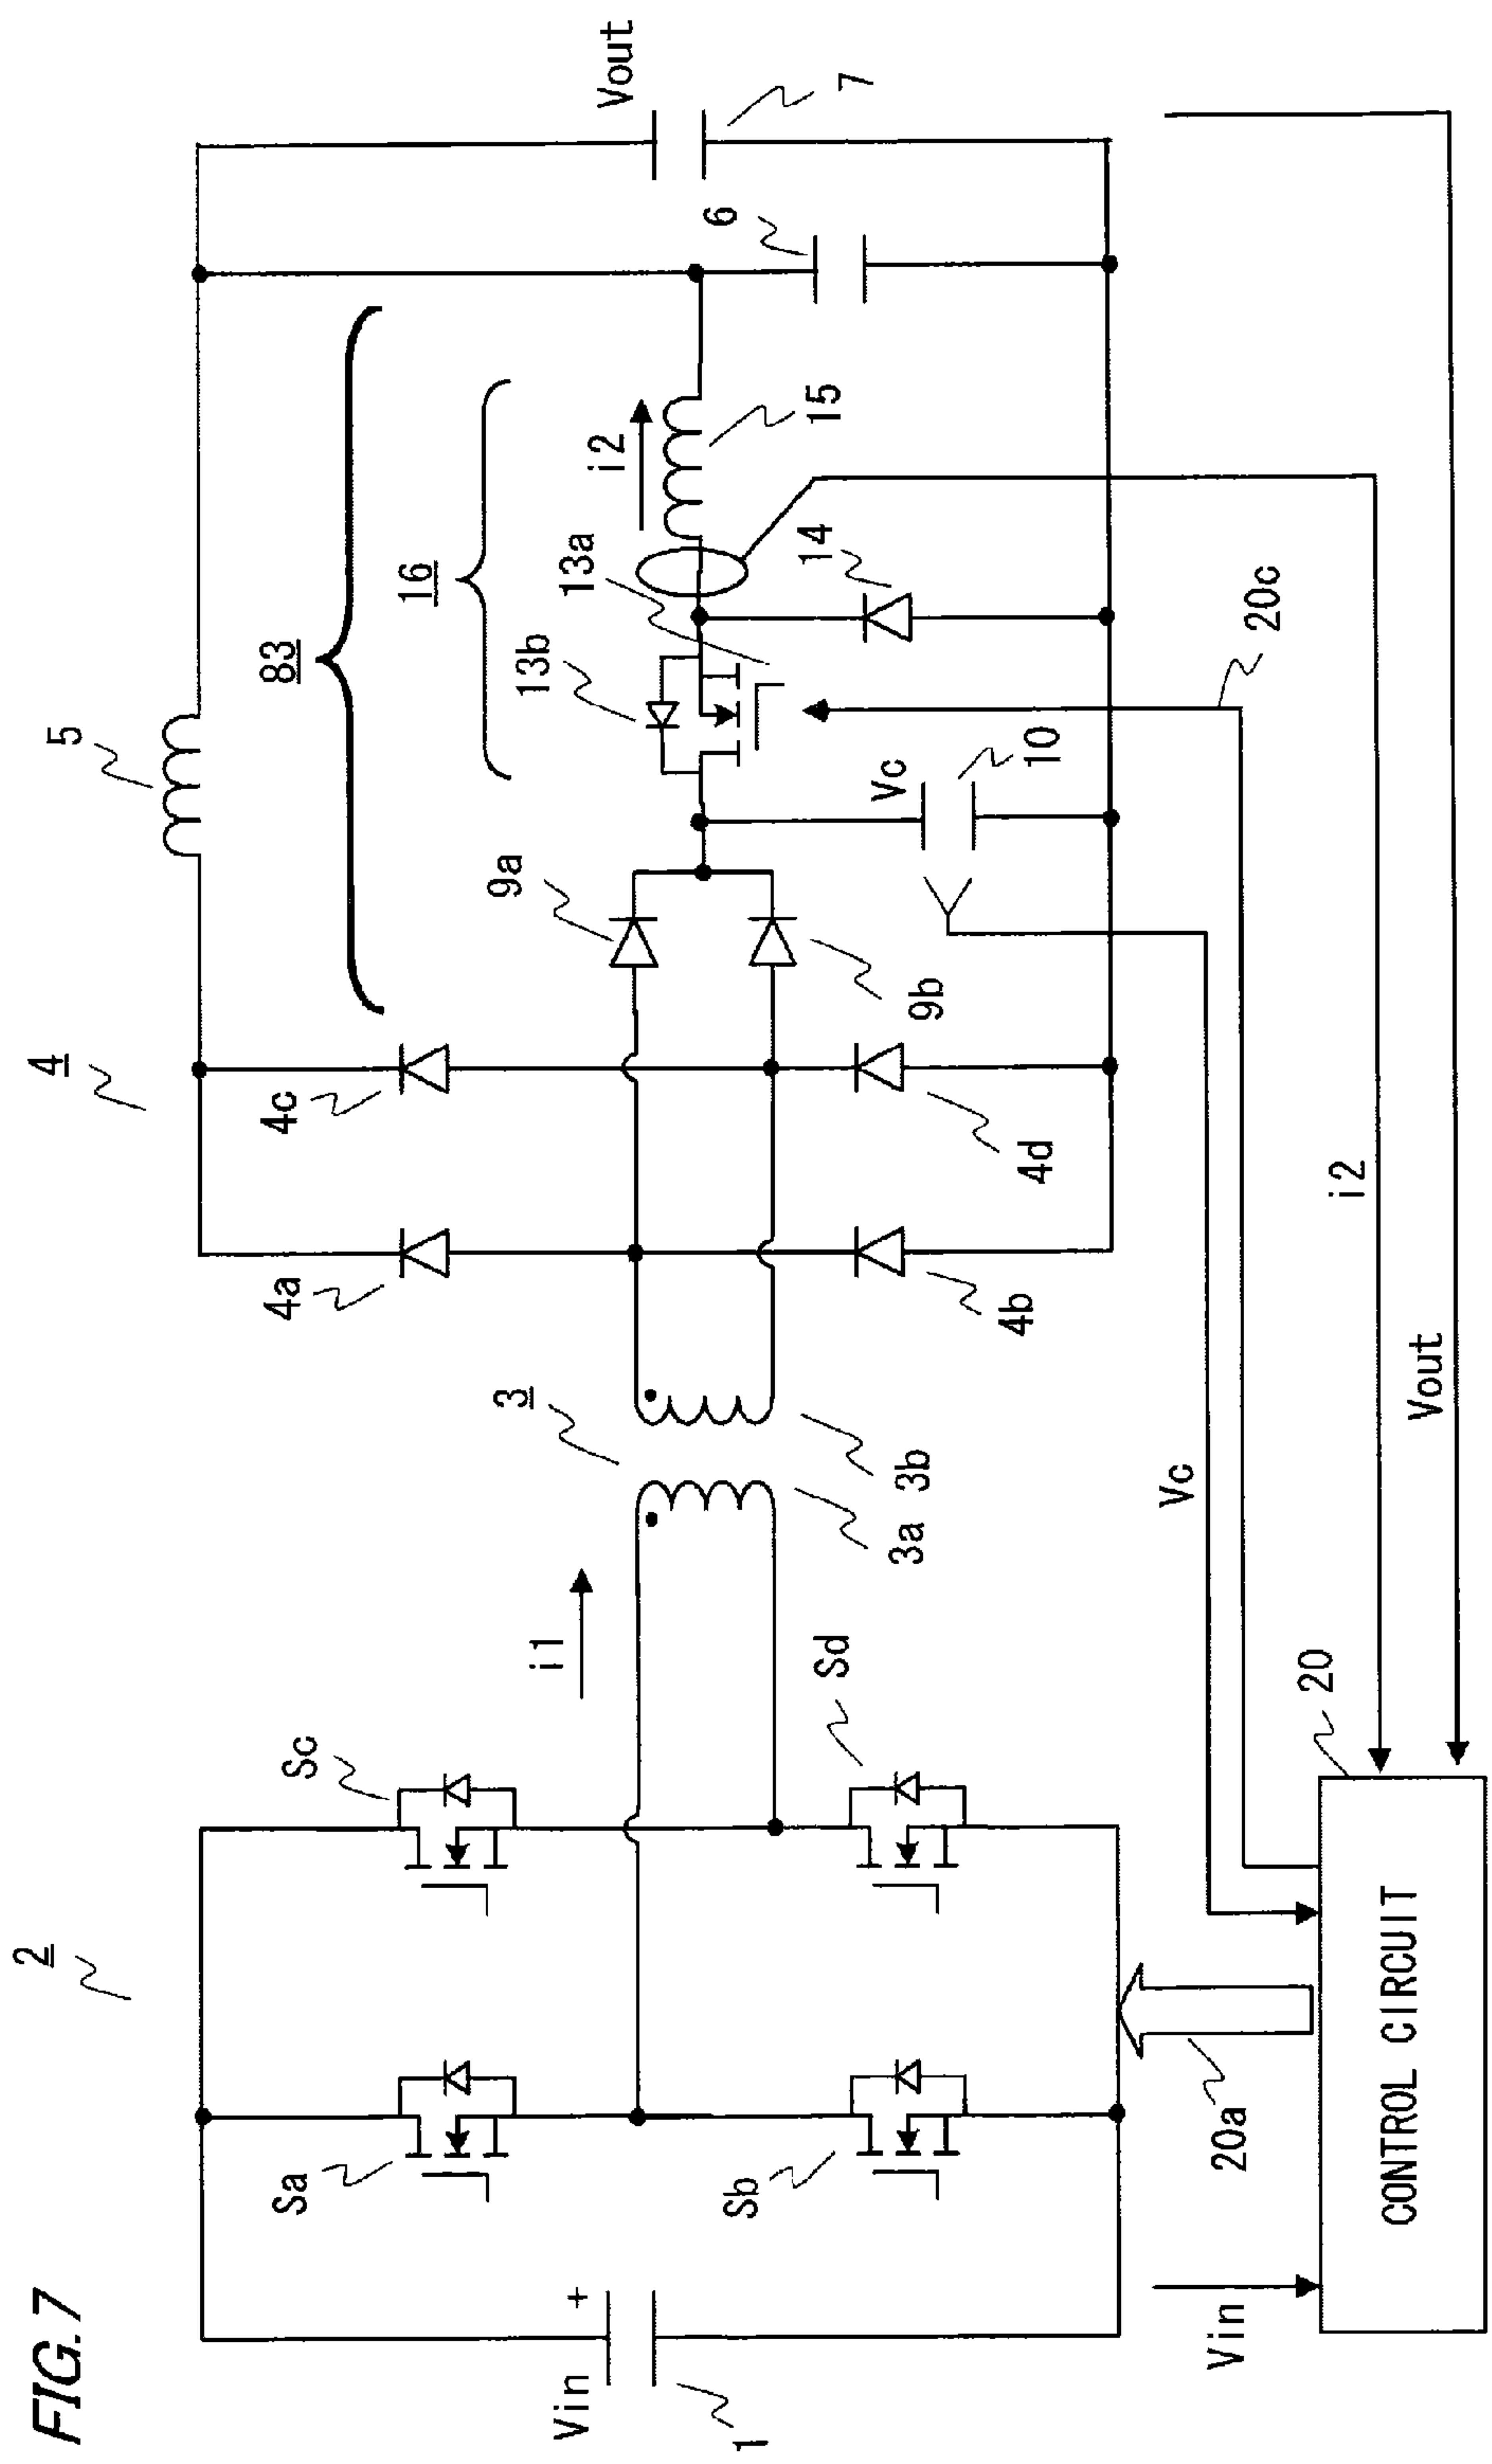 FIG.7
2
4
5
83
16
Sa
Sc
4a
4c
9a
13b
13a
i2
Vout
6
7
15
14
Vin
+
1
i1
3
3a
3b
Sb
Sd
4b
4d
9b
Vc
10
20c
Vin
20a
20
Vc
i2
Vout
CONTROL CIRCUIT